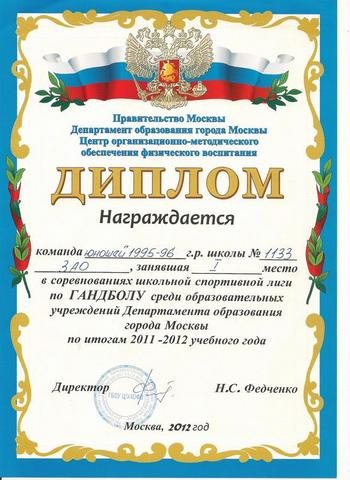 Правительство Москвы
Департамент образования города Москвы
Центр организационно-методического
обеспечения физического воспитания
ДИПЛОМ
Награждается
команда юношей 1995-96 г.р. школы № 1133
ЗАО, занявшая I место
в соревнованиях школьной спортивной лиги
по ГАНДБОЛУ среди образовательных
учреждений Департамента образования
города Москвы
по итогам 2011 -2012 учебного года
Директор Н.С. Федченко
Москва, 2012 год